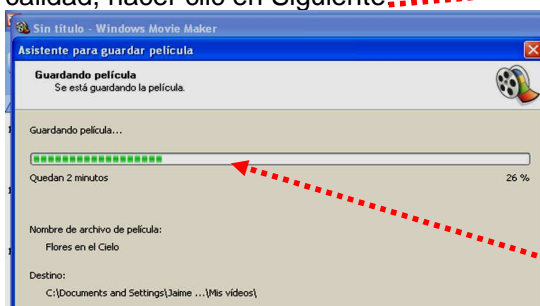 calidad, hacer clic en Siguiente.
Sin título - Windows Movie Maker
Asistente para guardar película
Guardando película
Se está guardando la película.
Guardando película...
Quedan 2 minutos
26 %
Nombre de archivo de película:
Flores en el Cielo
Destino:
C:\Documents and Settings\Jaime ...\Mis vídeos\